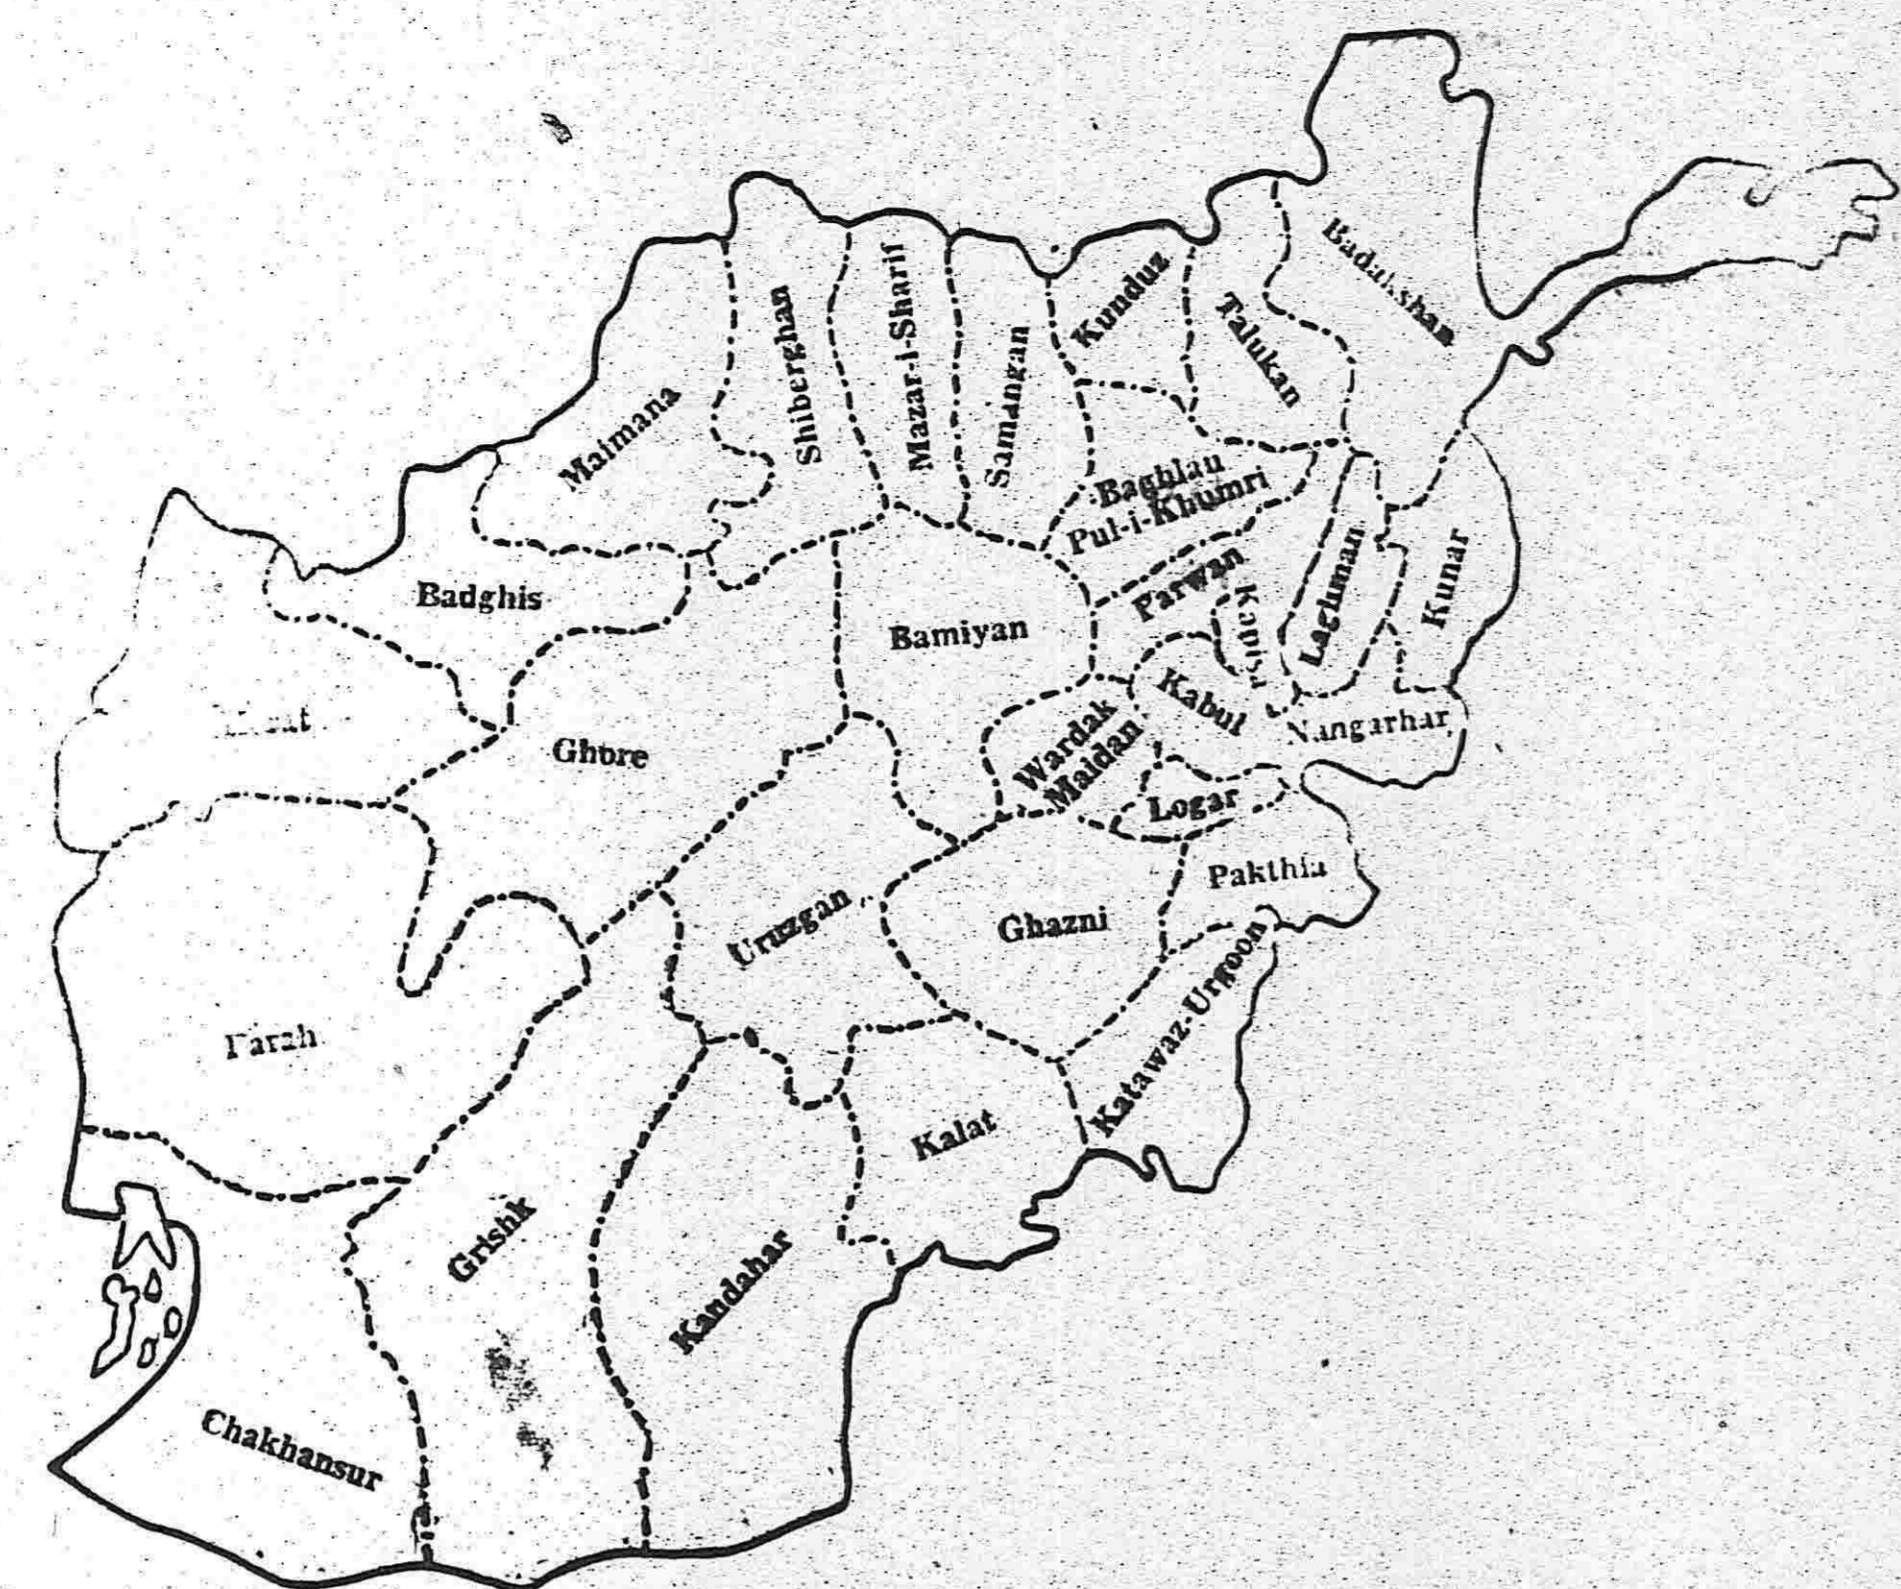 Badakshan
Kunduz
Talukan
Mazar-i-Sharif
Shiberghan
Samangan
Maimana
Baghlan
Pul-i-Khumri
Laghman
Kunar
Parwan
Badghis
Bamiyan
Kabul
Nangarhar
Ghore
Wardak
Maidan
Logar
Pakthia
Uruzgan
Ghazni
Katawaz-Urgoon
Farah
Kalat
Grishk
Kandahar
Chakhansur